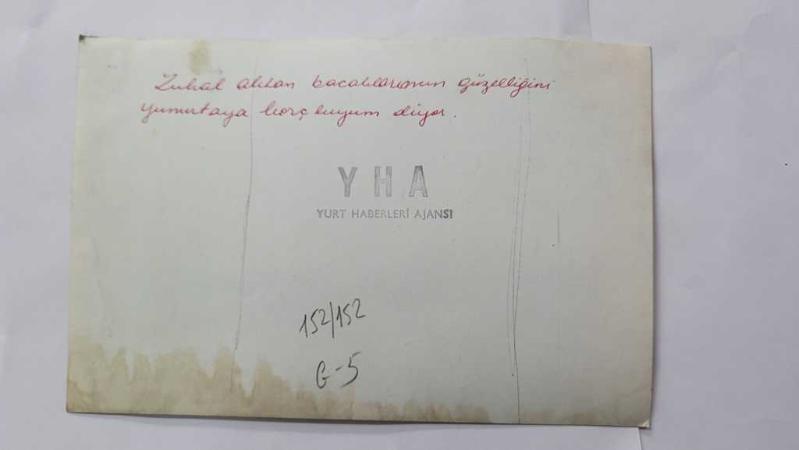 Zuhal aktan bacaklarının güzelliğini
yumurtaya borçluyum diyor.
YHA
YURT HABERLERİ AJANSI
152/152
G-5